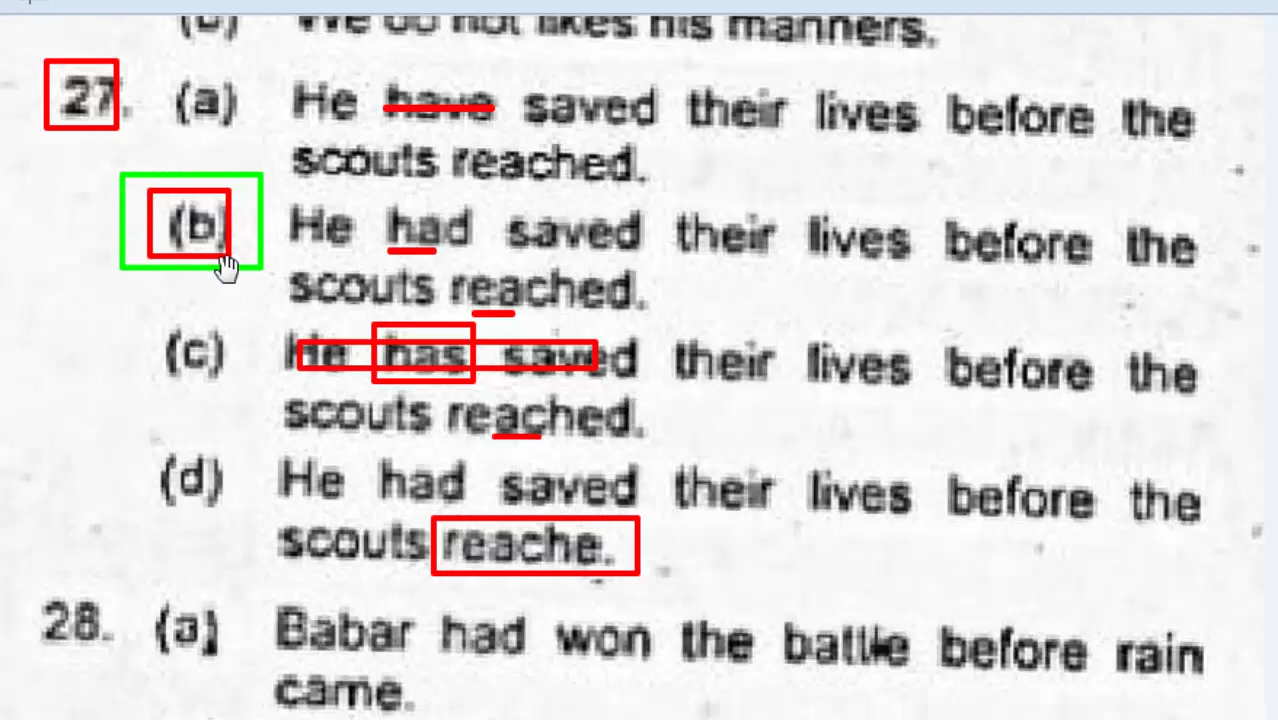 (b) We do not likes his manners.
27. (a) He have saved their lives before the
scouts reached.
(b) He had saved their lives before the
scouts reached.
(c) He has saved their lives before the
scouts reached.
(d) He had saved their lives before the
scouts reache.
28. (a) Babar had won the battle before rain
came.